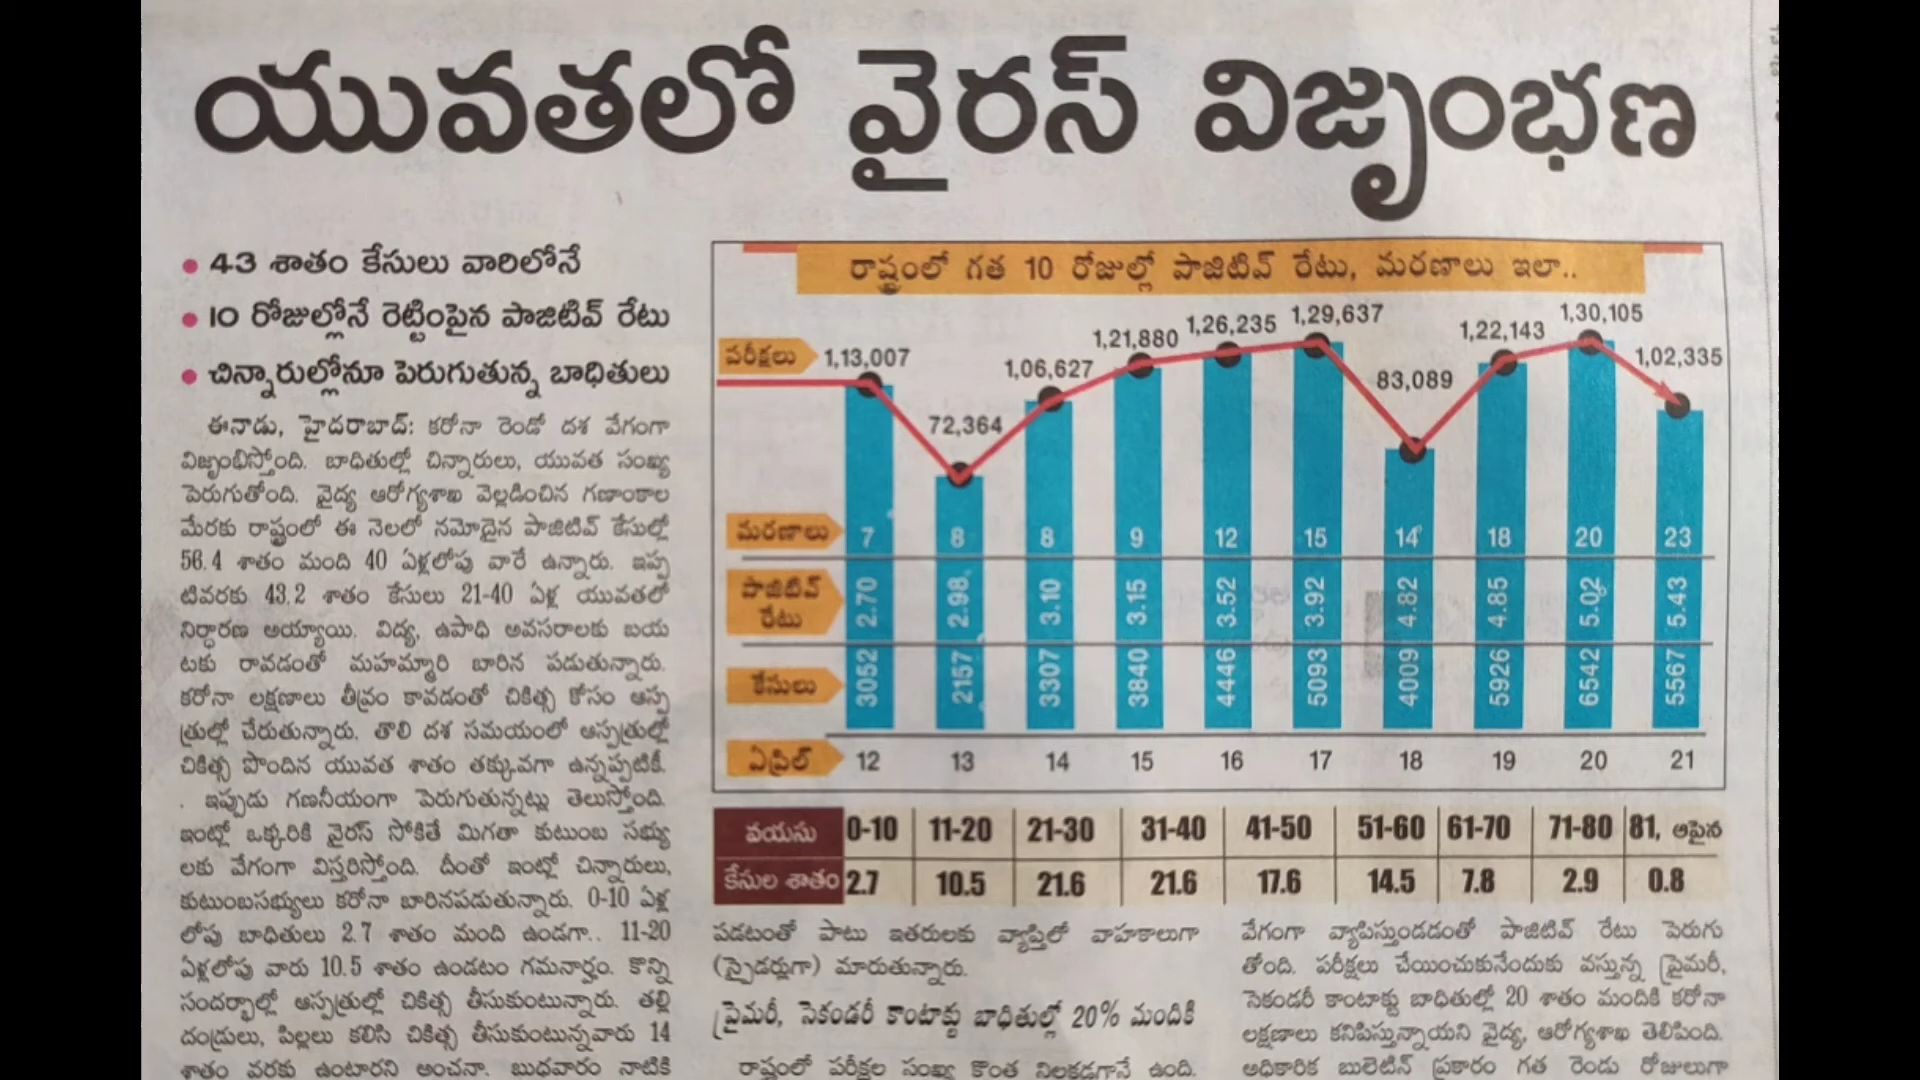 యువతలో వైరస్ విజృంభణ
• 43 శాతం కేసులు వారిలోనే
• 10 రోజుల్లోనే రెట్టింపైన పాజిటివ్ రేటు
• చిన్నారుల్లోనూ పెరుగుతున్న బాధితులు
ఈనాడు, హైదరాబాద్: కరోనా రెండో దశ వేగంగా
విజృంభిస్తోంది. బాధితుల్లో చిన్నారులు, యువత సంఖ్య
పెరుగుతోంది. వైద్య ఆరోగ్యశాఖ వెల్లడించిన గణాంకాల
మేరకు రాష్ట్రంలో ఈ నెలలో నమోదైన పాజిటివ్ కేసుల్లో
56.4 శాతం మంది 40 ఏళ్లలోపు వారే ఉన్నారు. ఇప్ప
టివరకు 43.2 శాతం కేసులు 21-40 ఏళ్ల యువతలో
నిర్ధారణ అయ్యాయి. విద్య, ఉపాధి అవసరాలకు బయ
టకు రావడంతో మహమ్మారి బారిన పడుతున్నారు.
కరోనా లక్షణాలు తీవ్రం కావడంతో చికిత్స కోసం ఆస్ప
త్రుల్లో చేరుతున్నారు. తొలి దశ సమయంలో ఆస్పత్రుల్లో
చికిత్స పొందిన యువత శాతం తక్కువగా ఉన్నప్పటికీ.
. ఇప్పుడు గణనీయంగా పెరుగుతున్నట్లు తెలుస్తోంది.
ఇంట్లో ఒక్కరికి వైరస్ సోకితే మిగతా కుటుంబ సభ్యు
లకు వేగంగా విస్తరిస్తోంది. దీంతో ఇంట్లో చిన్నారులు,
కుటుంబసభ్యులు కరోనా బారినపడుతున్నారు. 0-10 ఏళ్ల
లోపు బాధితులు 2.7 శాతం మంది ఉండగా.. 11-20
ఏళ్లలోపు వారు 10.5 శాతం ఉండటం గమనార్హం. కొన్ని
సందర్భాల్లో ఆస్పత్రుల్లో చికిత్స తీసుకుంటున్నారు. తల్లి
దండ్రులు, పిల్లలు కలిసి చికిత్స తీసుకుంటున్నవారు 14
శాతం వరకు ఉంటారని అంచనా. బుధవారం నాటికి
రాష్ట్రంలో గత 10 రోజుల్లో పాజిటివ్ రేటు, మరణాలు ఇలా..
పరీక్షలు 1,13,007 72,364 1,06,627 1,21,880 1,26,235 1,29,637 83,089 1,22,143 1,30,105 1,02,335
మరణాలు 7 8 8 9 12 15 14 18 20 23
పాజిటివ్ రేటు 2.70 2.98 3.10 3.15 3.52 3.92 4.82 4.85 5.02 5.43
కేసులు 3052 2157 3307 3840 4446 5093 4009 5926 6542 5567
ఏప్రిల్ 12 13 14 15 16 17 18 19 20 21
వయసు 0-10 11-20 21-30 31-40 41-50 51-60 61-70 71-80 81, ఆపైన
కేసుల శాతం 2.7 10.5 21.6 21.6 17.6 14.5 7.8 2.9 0.8
పడటంతో పాటు ఇతరులకు వ్యాప్తిలో వాహకాలుగా
(స్ప్రెడర్లుగా) మారుతున్నారు.
ప్రైమరీ, సెకండరీ కాంటాక్టు బాధితుల్లో 20% మందికి
రాష్ట్రంలో పరీక్షల సంఖ్య కొంత నిలకడగానే ఉంది.
వేగంగా వ్యాపిస్తుండడంతో పాజిటివ్ రేటు పెరుగు
తోంది. పరీక్షలు చేయించుకునేందుకు వస్తున్న ప్రైమరీ,
సెకండరీ కాంటాక్టు బాధితుల్లో 20 శాతం మందికి కరోనా
లక్షణాలు కనిపిస్తున్నాయని వైద్య, ఆరోగ్యశాఖ తెలిపింది.
అధికారిక బులెటిన్ ప్రకారం గత రెండు రోజులుగా